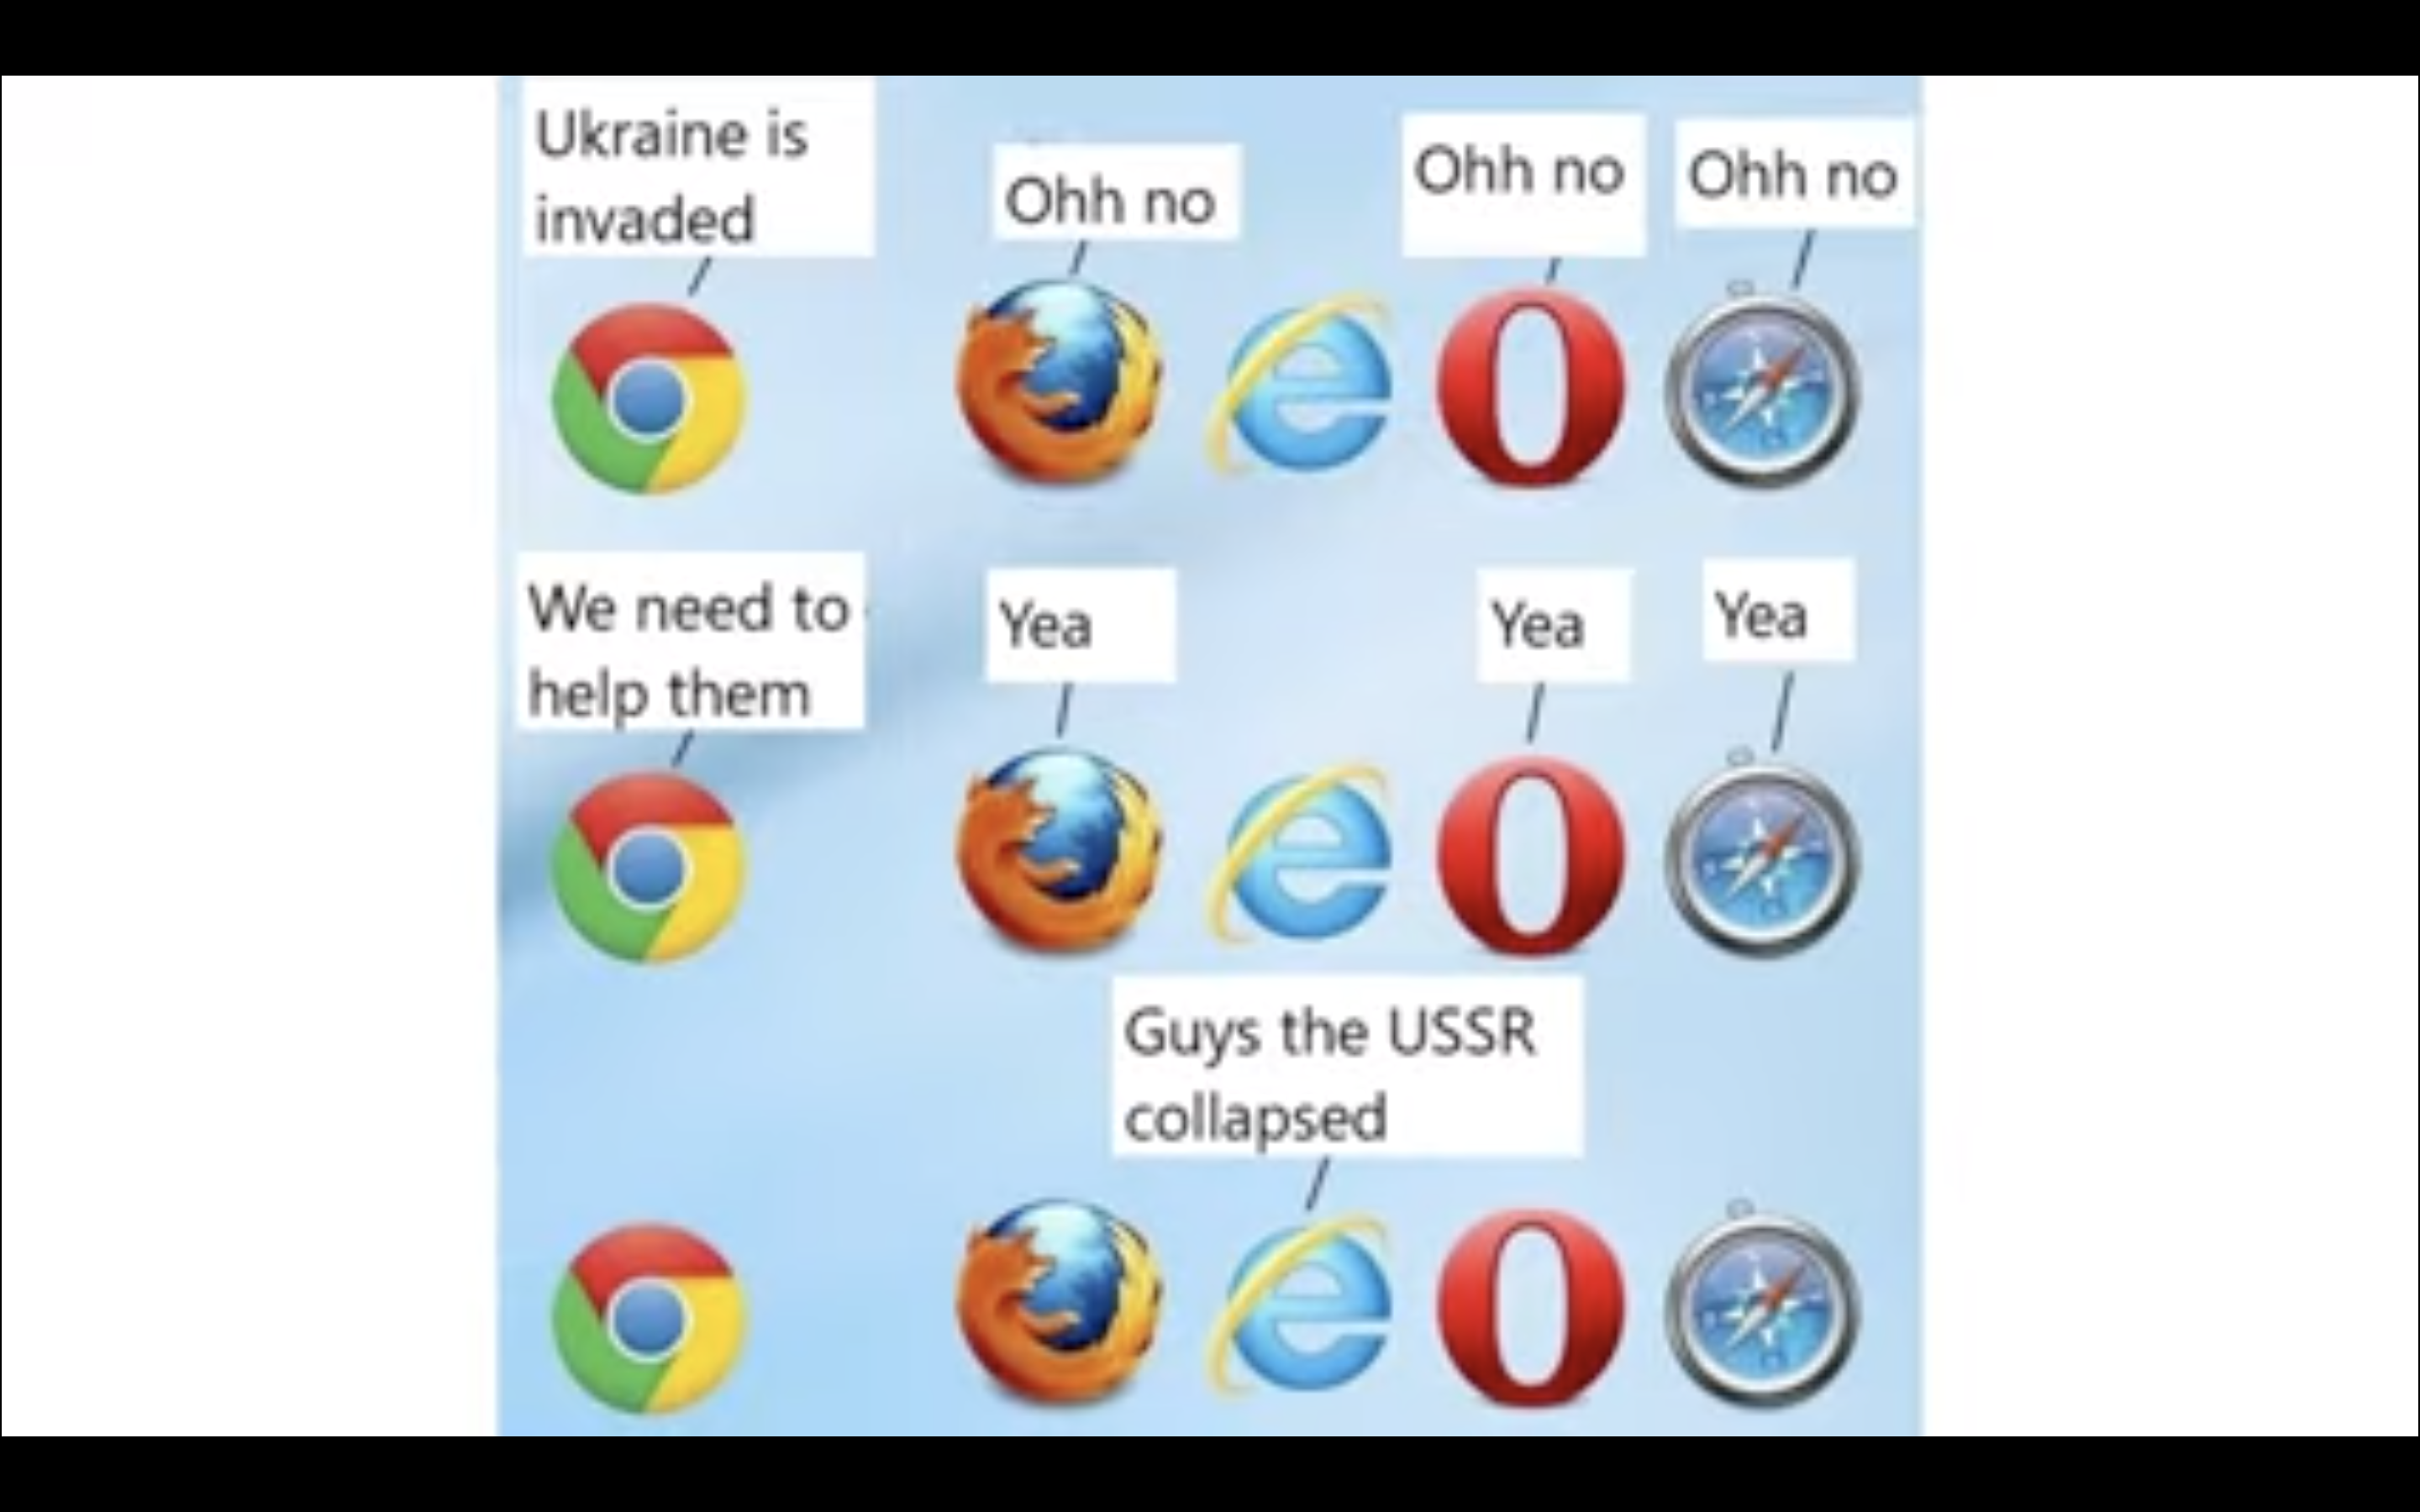 Ukraine is
invaded
Ohh no
Ohh no
Ohh no
We need to
help them
Yea
Yea
Yea
Guys the USSR
collapsed